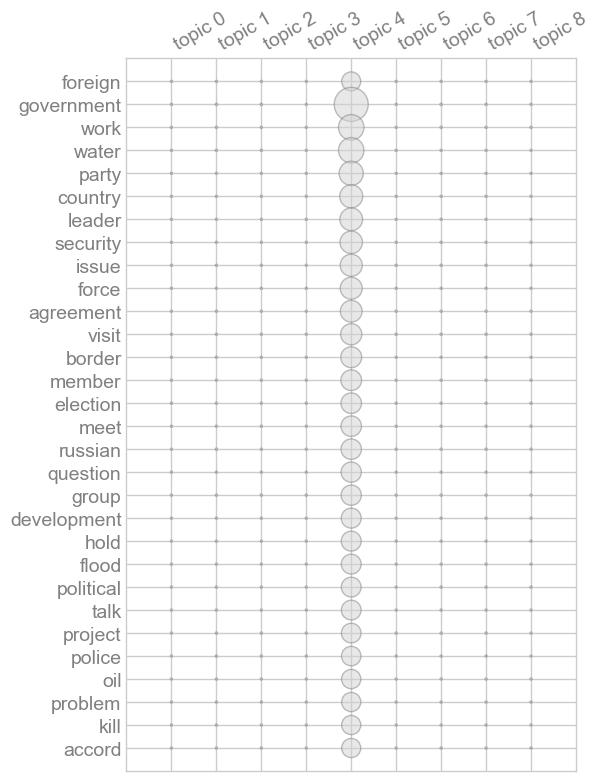 topic 0 topic 1 topic 2 topic 3 topic 4 topic 5 topic 6 topic 7 topic 8
foreign
government
work
water
party
country
leader
security
issue
force
agreement
visit
border
member
election
meet
russian
question
group
development
hold
flood
political
talk
project
police
oil
problem
kill
accord